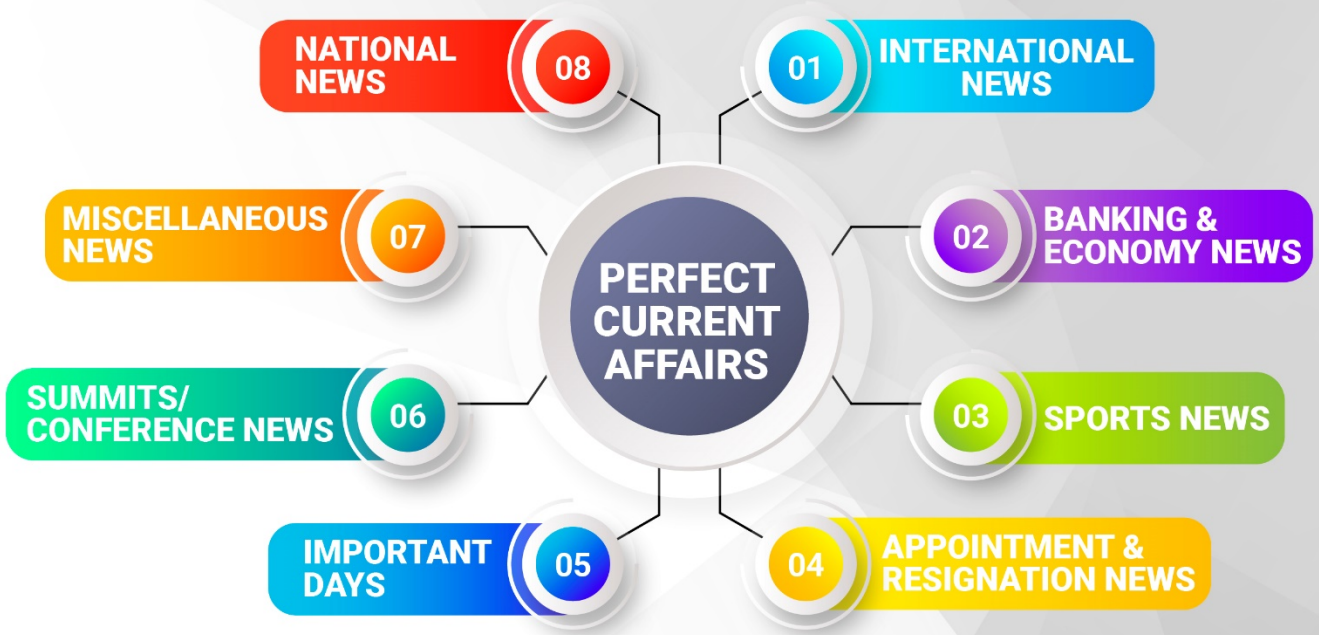 PERFECT
CURRENT
AFFAIRS
01
INTERNATIONAL
NEWS
02
BANKING &
ECONOMY NEWS
03
SPORTS NEWS
04
APPOINTMENT &
RESIGNATION NEWS
05
IMPORTANT
DAYS
06
SUMMITS/
CONFERENCE NEWS
07
MISCELLANEOUS
NEWS
08
NATIONAL
NEWS